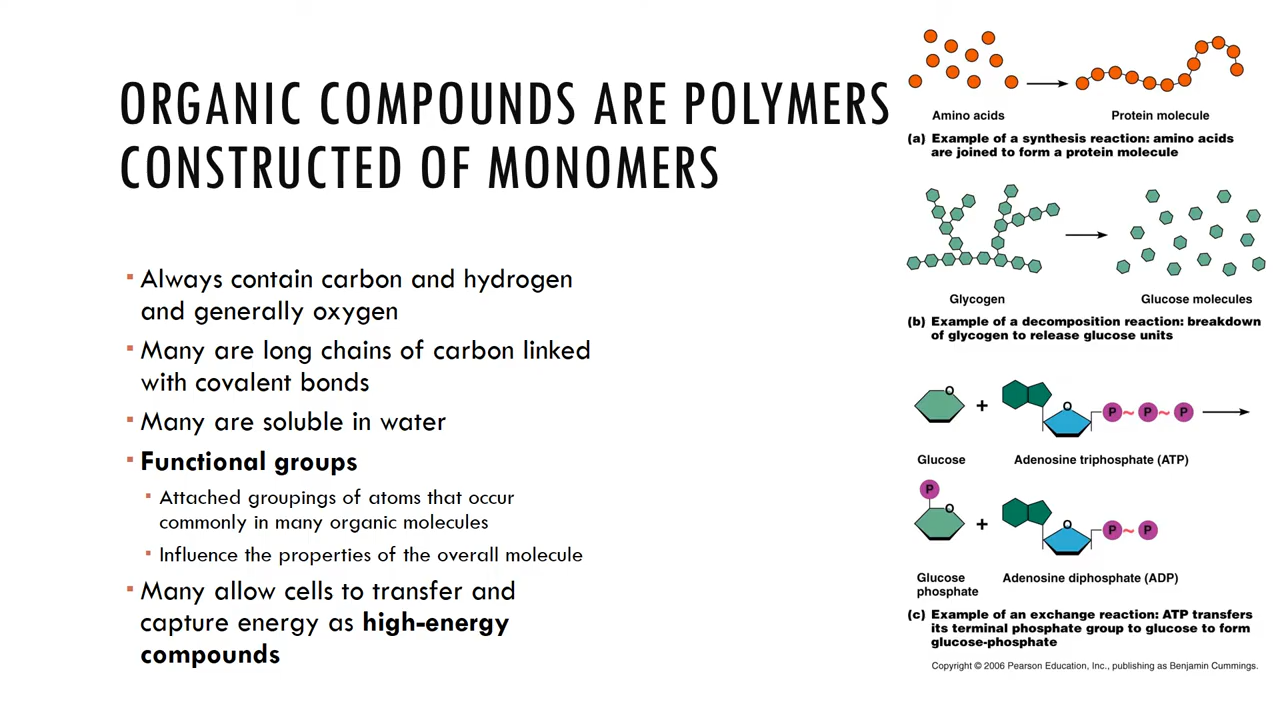 ORGANIC COMPOUNDS ARE POLYMERS
CONSTRUCTED OF MONOMERS
▪ Always contain carbon and hydrogen
and generally oxygen
▪ Many are long chains of carbon linked
with covalent bonds
▪ Many are soluble in water
▪ Functional groups
▪ Attached groupings of atoms that occur
commonly in many organic molecules
▪ Influence the properties of the overall molecule
▪ Many allow cells to transfer and
capture energy as high-energy
compounds
Amino acids Protein molecule
(a) Example of a synthesis reaction: amino acids
are joined to form a protein molecule
Glycogen Glucose molecules
(b) Example of a decomposition reaction: breakdown
of glycogen to release glucose units
O + O P ~ P ~ P
Glucose Adenosine triphosphate (ATP)
P
O + O P ~ P
Glucose Adenosine diphosphate (ADP)
phosphate
(c) Example of an exchange reaction: ATP transfers
its terminal phosphate group to glucose to form
glucose-phosphate
Copyright © 2006 Pearson Education, Inc., publishing as Benjamin Cummings.